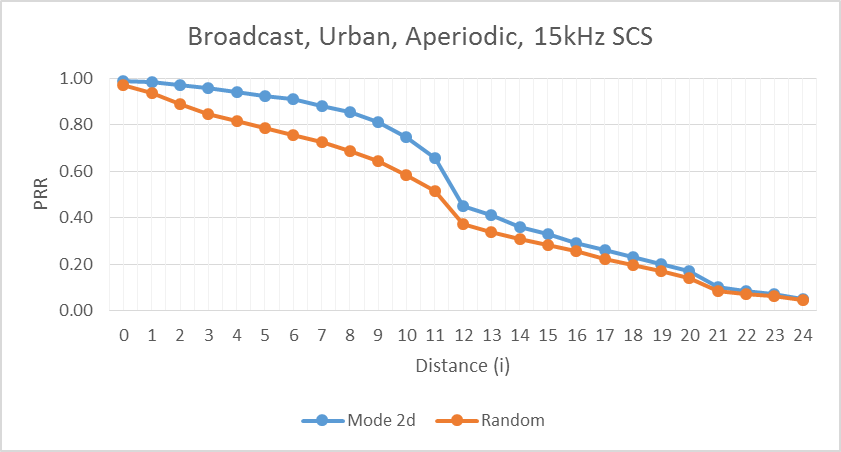 Broadcast, Urban, Aperiodic, 15kHz SCS
1.00
0.80
0.60
0.40
0.20
0.00
PRR
0 1 2 3 4 5 6 7 8 9 10 11 12 13 14 15 16 17 18 19 20 21 22 23 24
Distance (i)
Mode 2d Random